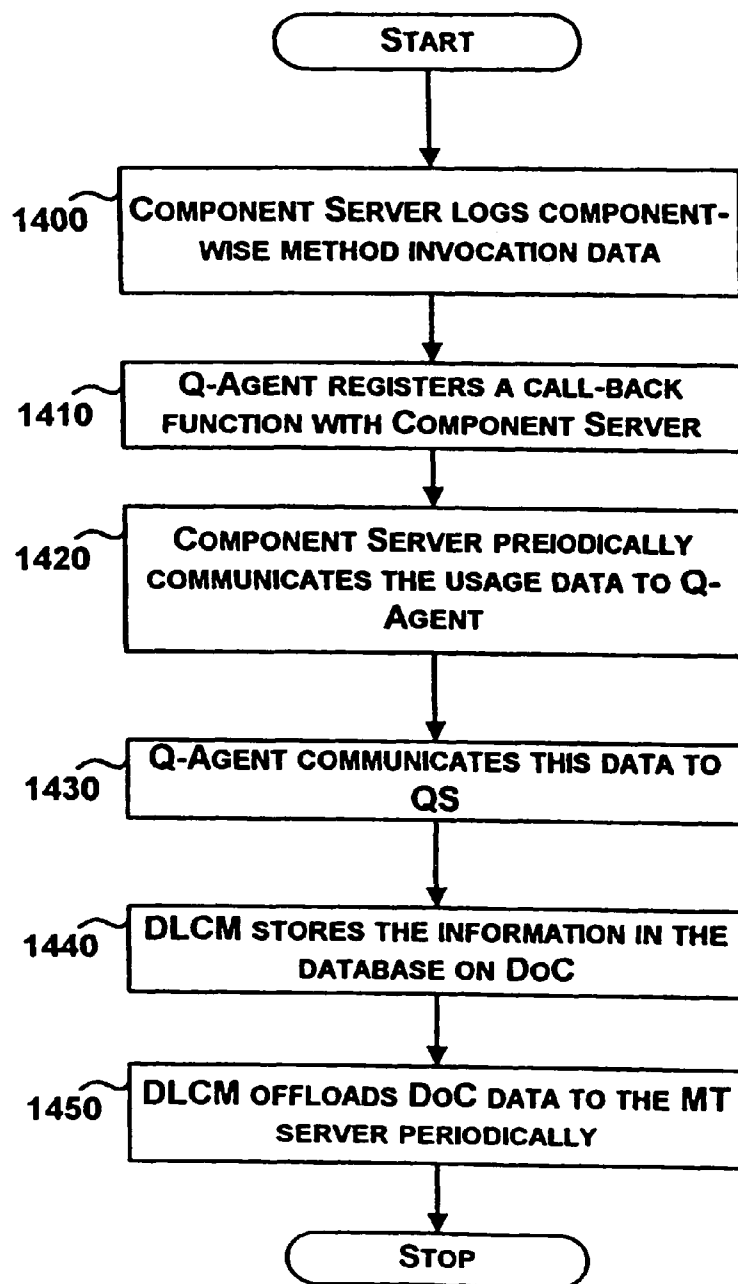 START
1400
COMPONENT SERVER LOGS COMPONENT-
WISE METHOD INVOCATION DATA
1410
Q-AGENT REGISTERS A CALL-BACK
FUNCTION WITH COMPONENT SERVER
1420
COMPONENT SERVER PREIODICALLY
COMMUNICATES THE USAGE DATA TO Q-
AGENT
1430
Q-AGENT COMMUNICATES THIS DATA TO
QS
1440
DLCM STORES THE INFORMATION IN THE
DATABASE ON DOC
1450
DLCM OFFLOADS DOC DATA TO THE MT
SERVER PERIODICALLY
STOP